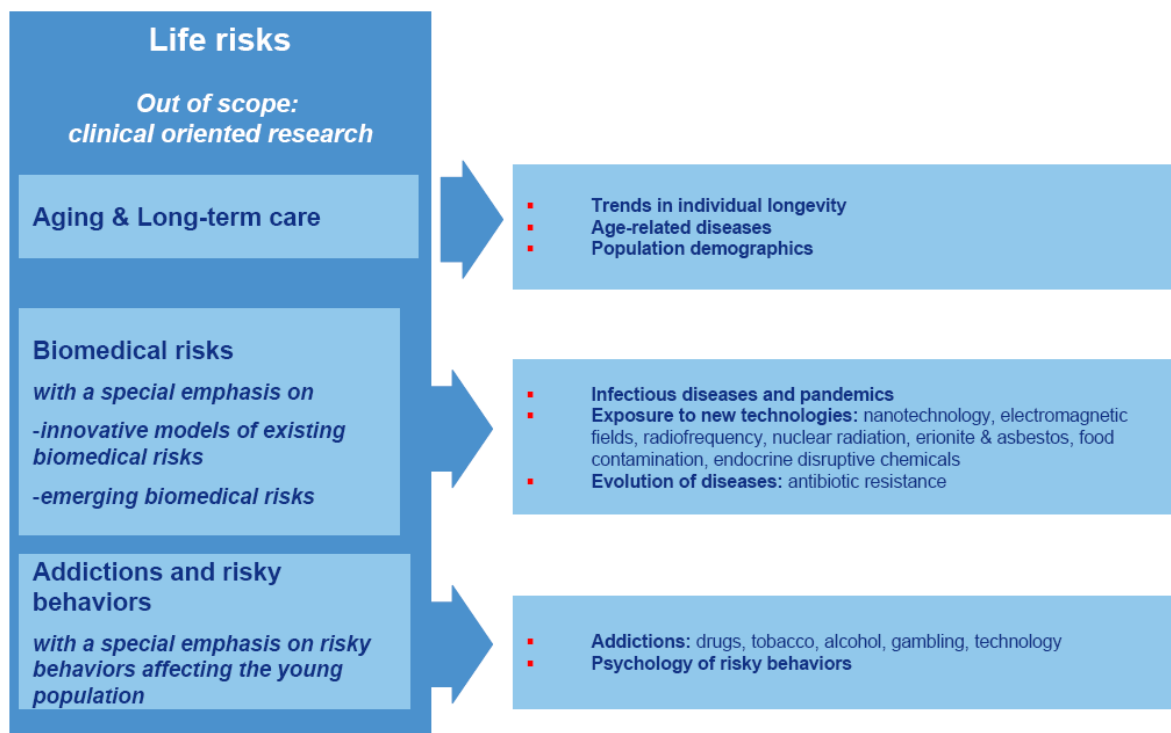 Life risks
Out of scope:
clinical oriented research
Aging & Long-term care
▪ Trends in individual longevity
▪ Age-related diseases
▪ Population demographics
Biomedical risks
with a special emphasis on
-innovative models of existing
biomedical risks
-emerging biomedical risks
▪ Infectious diseases and pandemics
▪ Exposure to new technologies: nanotechnology, electromagnetic
fields, radiofrequency, nuclear radiation, erionite & asbestos, food
contamination, endocrine disruptive chemicals
▪ Evolution of diseases: antibiotic resistance
Addictions and risky
behaviors
with a special emphasis on risky
behaviors affecting the young
population
▪ Addictions: drugs, tobacco, alcohol, gambling, technology
▪ Psychology of risky behaviors